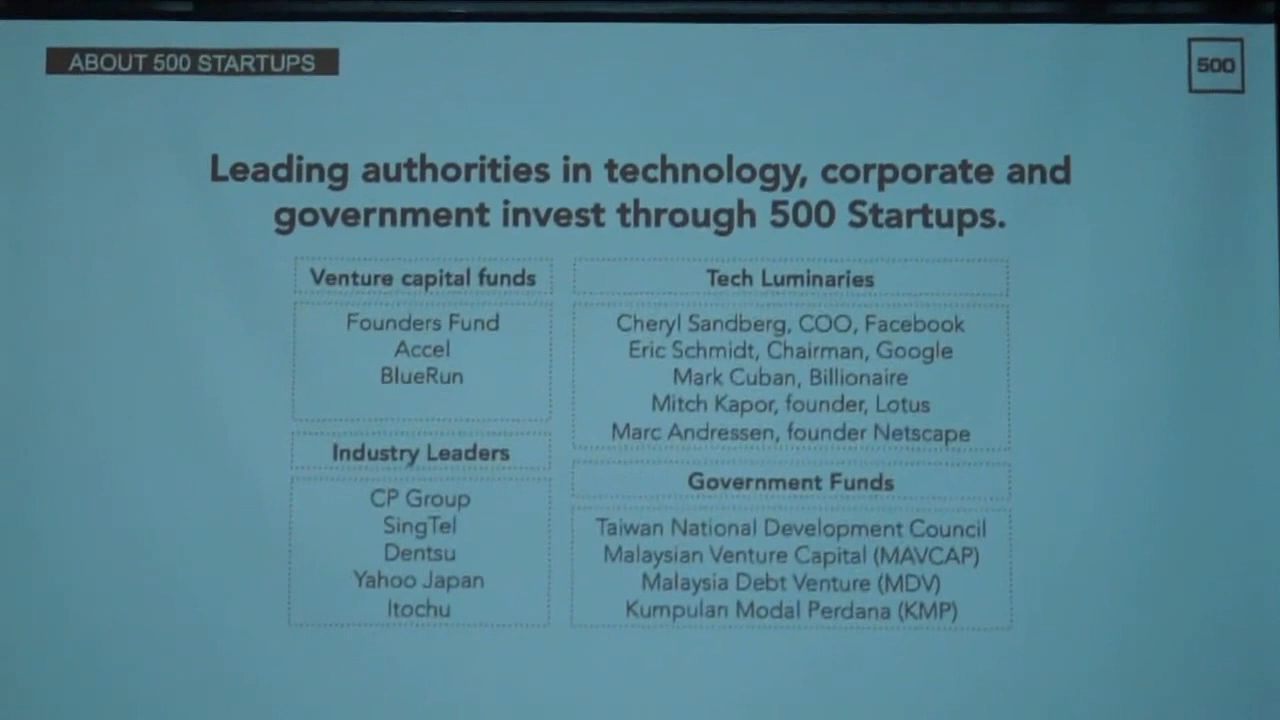 ABOUT 500 STARTUPS
500
Leading authorities in technology, corporate and
government invest through 500 Startups.
Venture capital funds
Founders Fund
Accel
BlueRun
Industry Leaders
CP Group
SingTel
Dentsu
Yahoo Japan
Itochu
Tech Luminaries
Cheryl Sandberg, COO, Facebook
Eric Schmidt, Chairman, Google
Mark Cuban, Billionaire
Mitch Kapor, founder, Lotus
Marc Andressen, founder Netscape
Government Funds
Taiwan National Development Council
Malaysian Venture Capital (MAVCAP)
Malaysia Debt Venture (MDV)
Kumpulan Modal Perdana (KMP)